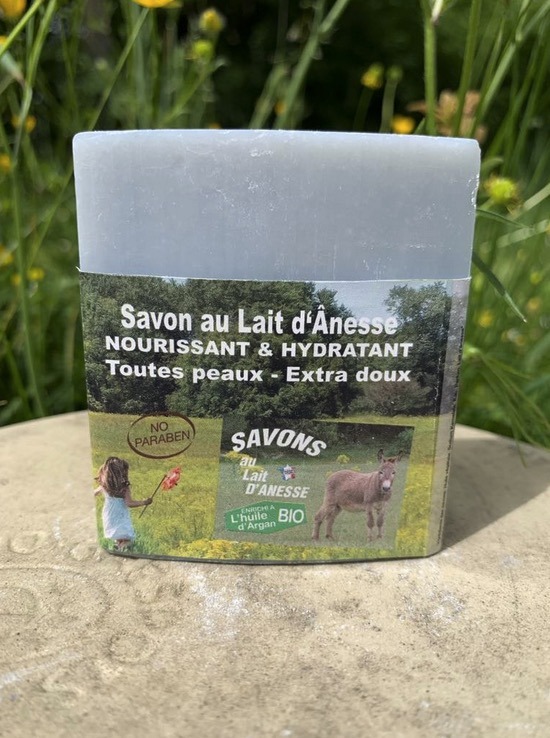 Savon au Lait d'Ânesse
NOURISSANT & HYDRATANT
Toutes peaux - Extra doux
NO
PARABEN
SAVONS
au
Lait
D'ANESSE
ENRICHI A
L'huile
d'Argan
BIO